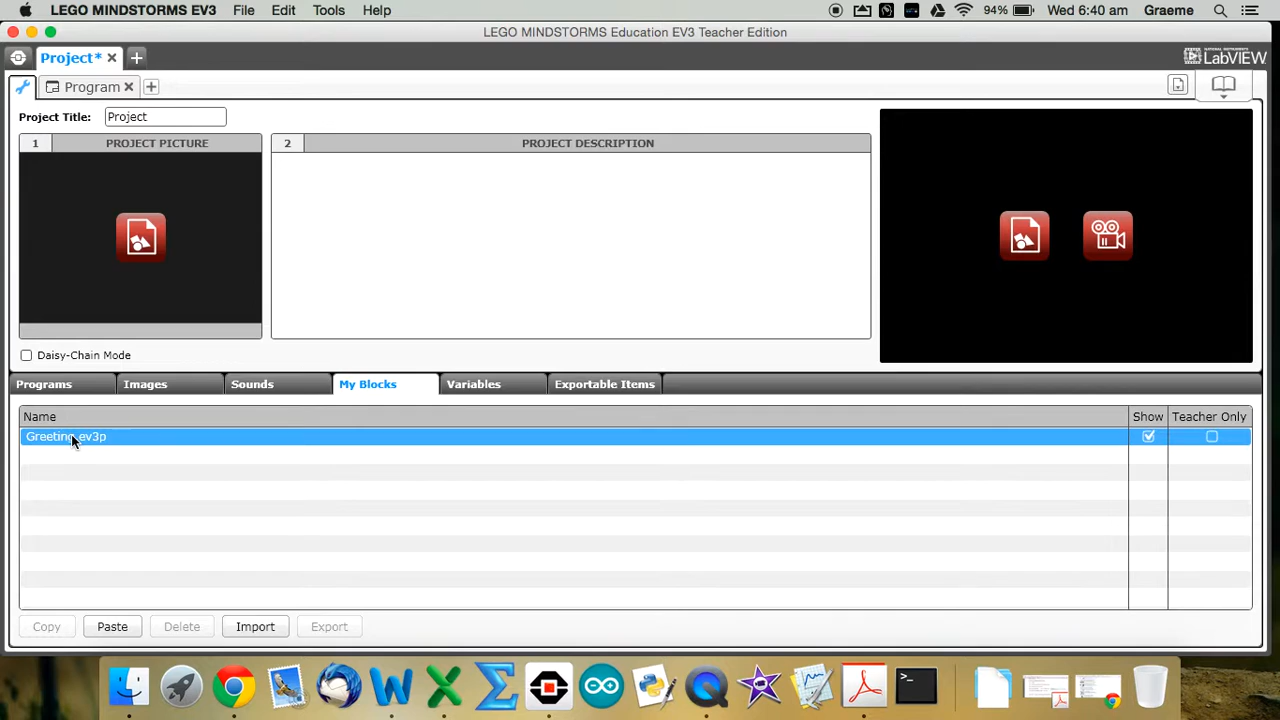 LEGO MINDSTORMS EV3 File Edit Tools Help 94% Wed 6:40 am Graeme
LEGO MINDSTORMS Education EV3 Teacher Edition
Project*
NATIONAL INSTRUMENTS
LabVIEW
Program
Project Title: Project
1 PROJECT PICTURE 2 PROJECT DESCRIPTION
Daisy-Chain Mode
Programs Images Sounds My Blocks Variables Exportable Items
Name Show Teacher Only
Greeting.ev3p
Copy Paste Delete Import Export